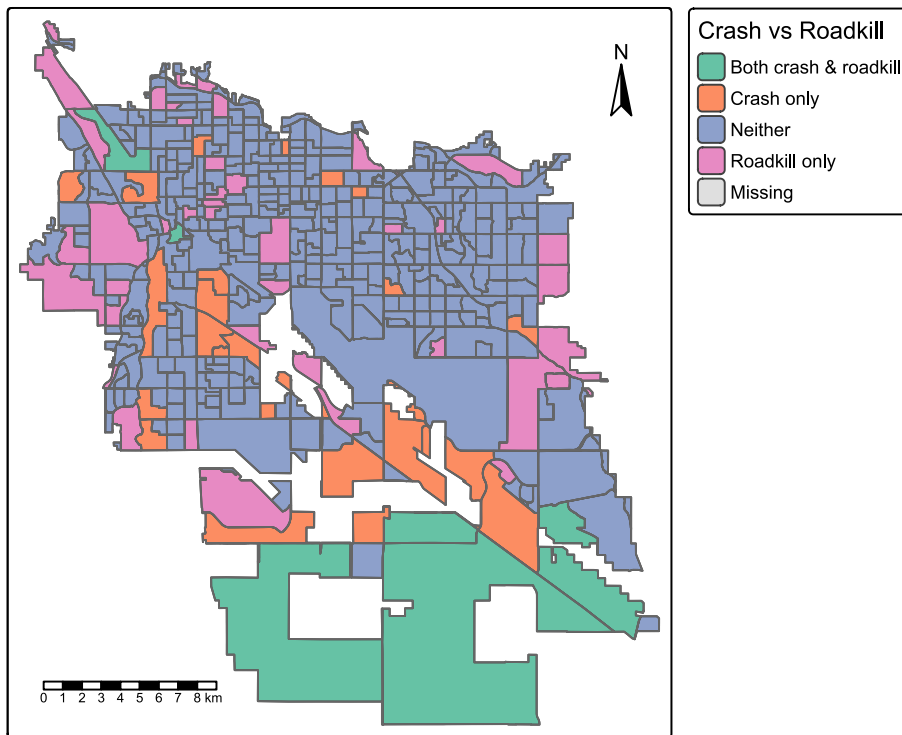 Crash vs Roadkill
Both crash & roadkill
Crash only
Neither
Roadkill only
Missing
N
0 1 2 3 4 5 6 7 8 km